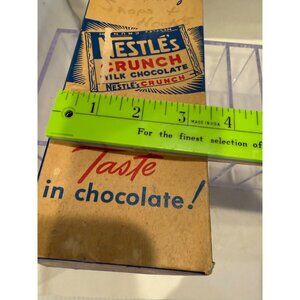 NESTLÉ'S
CRUNCH
MILK CHOCOLATE
NESTLÉ'S CRUNCH
1 2 3 MADE IN USA 4
For the finest selection of
Taste
in chocolate!